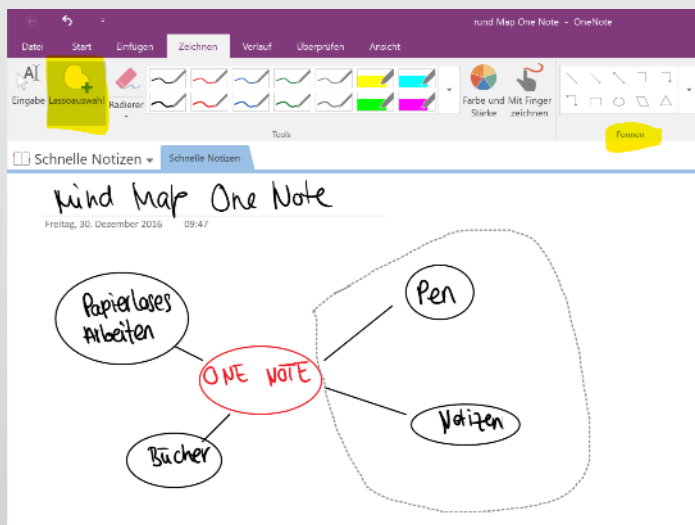 rund Map One Note - OneNote
Datei Start Einfügen Zeichnen Verlauf Überprüfen Ansicht
Eingabe Lassoauswahl Radierer Farbe und Stärke Mit Finger zeichnen
Tools Formen
Schnelle Notizen Schnelle Notizen
Mind Map One Note
Freitag, 30. Dezember 2016 09:47
Papierloses
Arbeiten
Pen
ONE NOTE
Notizen
Bücher